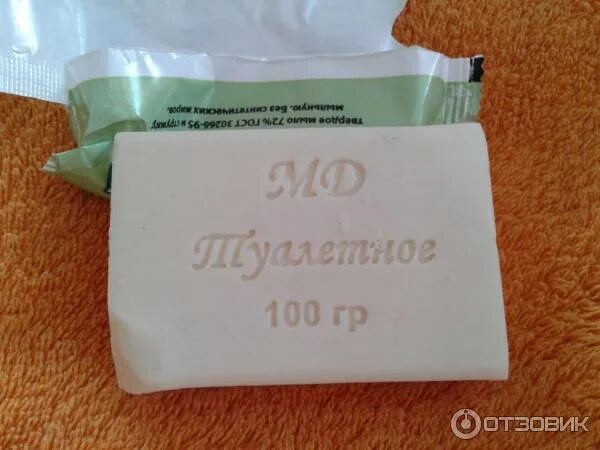 Твердое мыло 72% ГОСТ 30266-95 и стружку
мыльную. Без синтетических жиров.
МД
Туалетное
100 гр
ОТЗОВИК